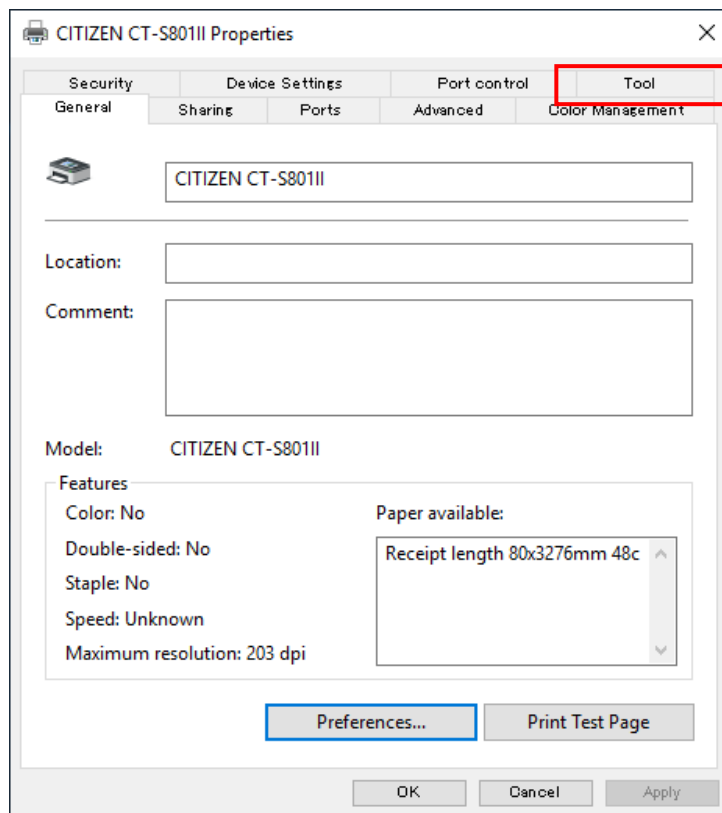 CITIZEN CT-S801II Properties
Security Device Settings Port control Tool
General Sharing Ports Advanced Color Management
CITIZEN CT-S801II
Location:
Comment:
Model: CITIZEN CT-S801II
Features
Color: No Paper available:
Double-sided: No Receipt length 80x3276mm 48c
Staple: No
Speed: Unknown
Maximum resolution: 203 dpi
Preferences... Print Test Page
OK Cancel Apply